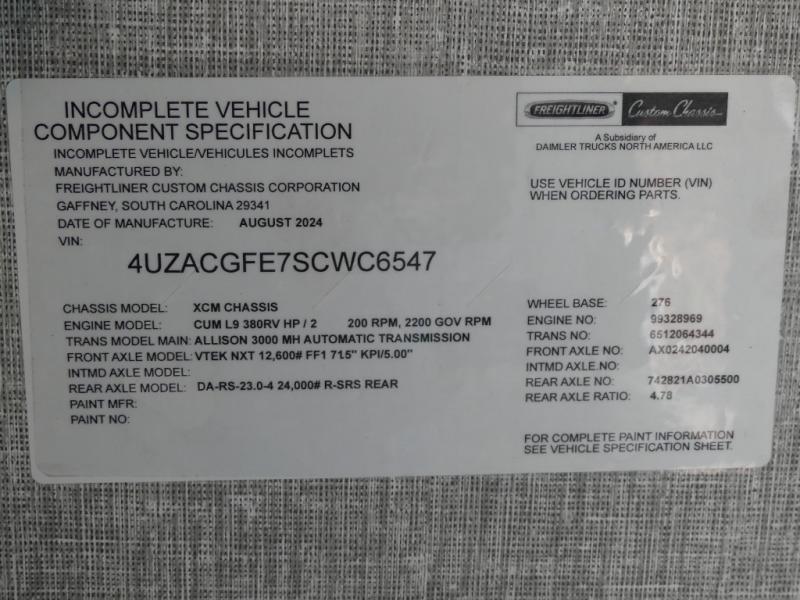 INCOMPLETE VEHICLE
COMPONENT SPECIFICATION
INCOMPLETE VEHICLE/VEHICULES INCOMPLETS
MANUFACTURED BY:
FREIGHTLINER CUSTOM CHASSIS CORPORATION
GAFFNEY, SOUTH CAROLINA 29341
DATE OF MANUFACTURE: AUGUST 2024
VIN:
4UZACGFE7SCWC6547
FREIGHTLINER Custom Chassis
A Subsidiary of
DAIMLER TRUCKS NORTH AMERICA LLC
USE VEHICLE ID NUMBER (VIN)
WHEN ORDERING PARTS.
CHASSIS MODEL: XCM CHASSIS
ENGINE MODEL: CUM L9 380RV HP / 2 200 RPM, 2200 GOV RPM
TRANS MODEL MAIN: ALLISON 3000 MH AUTOMATIC TRANSMISSION
FRONT AXLE MODEL: VTEK NXT 12,600# FF1 71.5" KPI/5.00"
INTMD AXLE MODEL:
REAR AXLE MODEL: DA-RS-23.0-4 24,000# R-SRS REAR
PAINT MFR:
PAINT NO:
WHEEL BASE: 276
ENGINE NO: 99328969
TRANS NO: 6512064344
FRONT AXLE NO: AX0242040004
INTMD AXLE.NO:
REAR AXLE NO: 742821A0305500
REAR AXLE RATIO: 4.78
FOR COMPLETE PAINT INFORMATION
SEE VEHICLE SPECIFICATION SHEET.